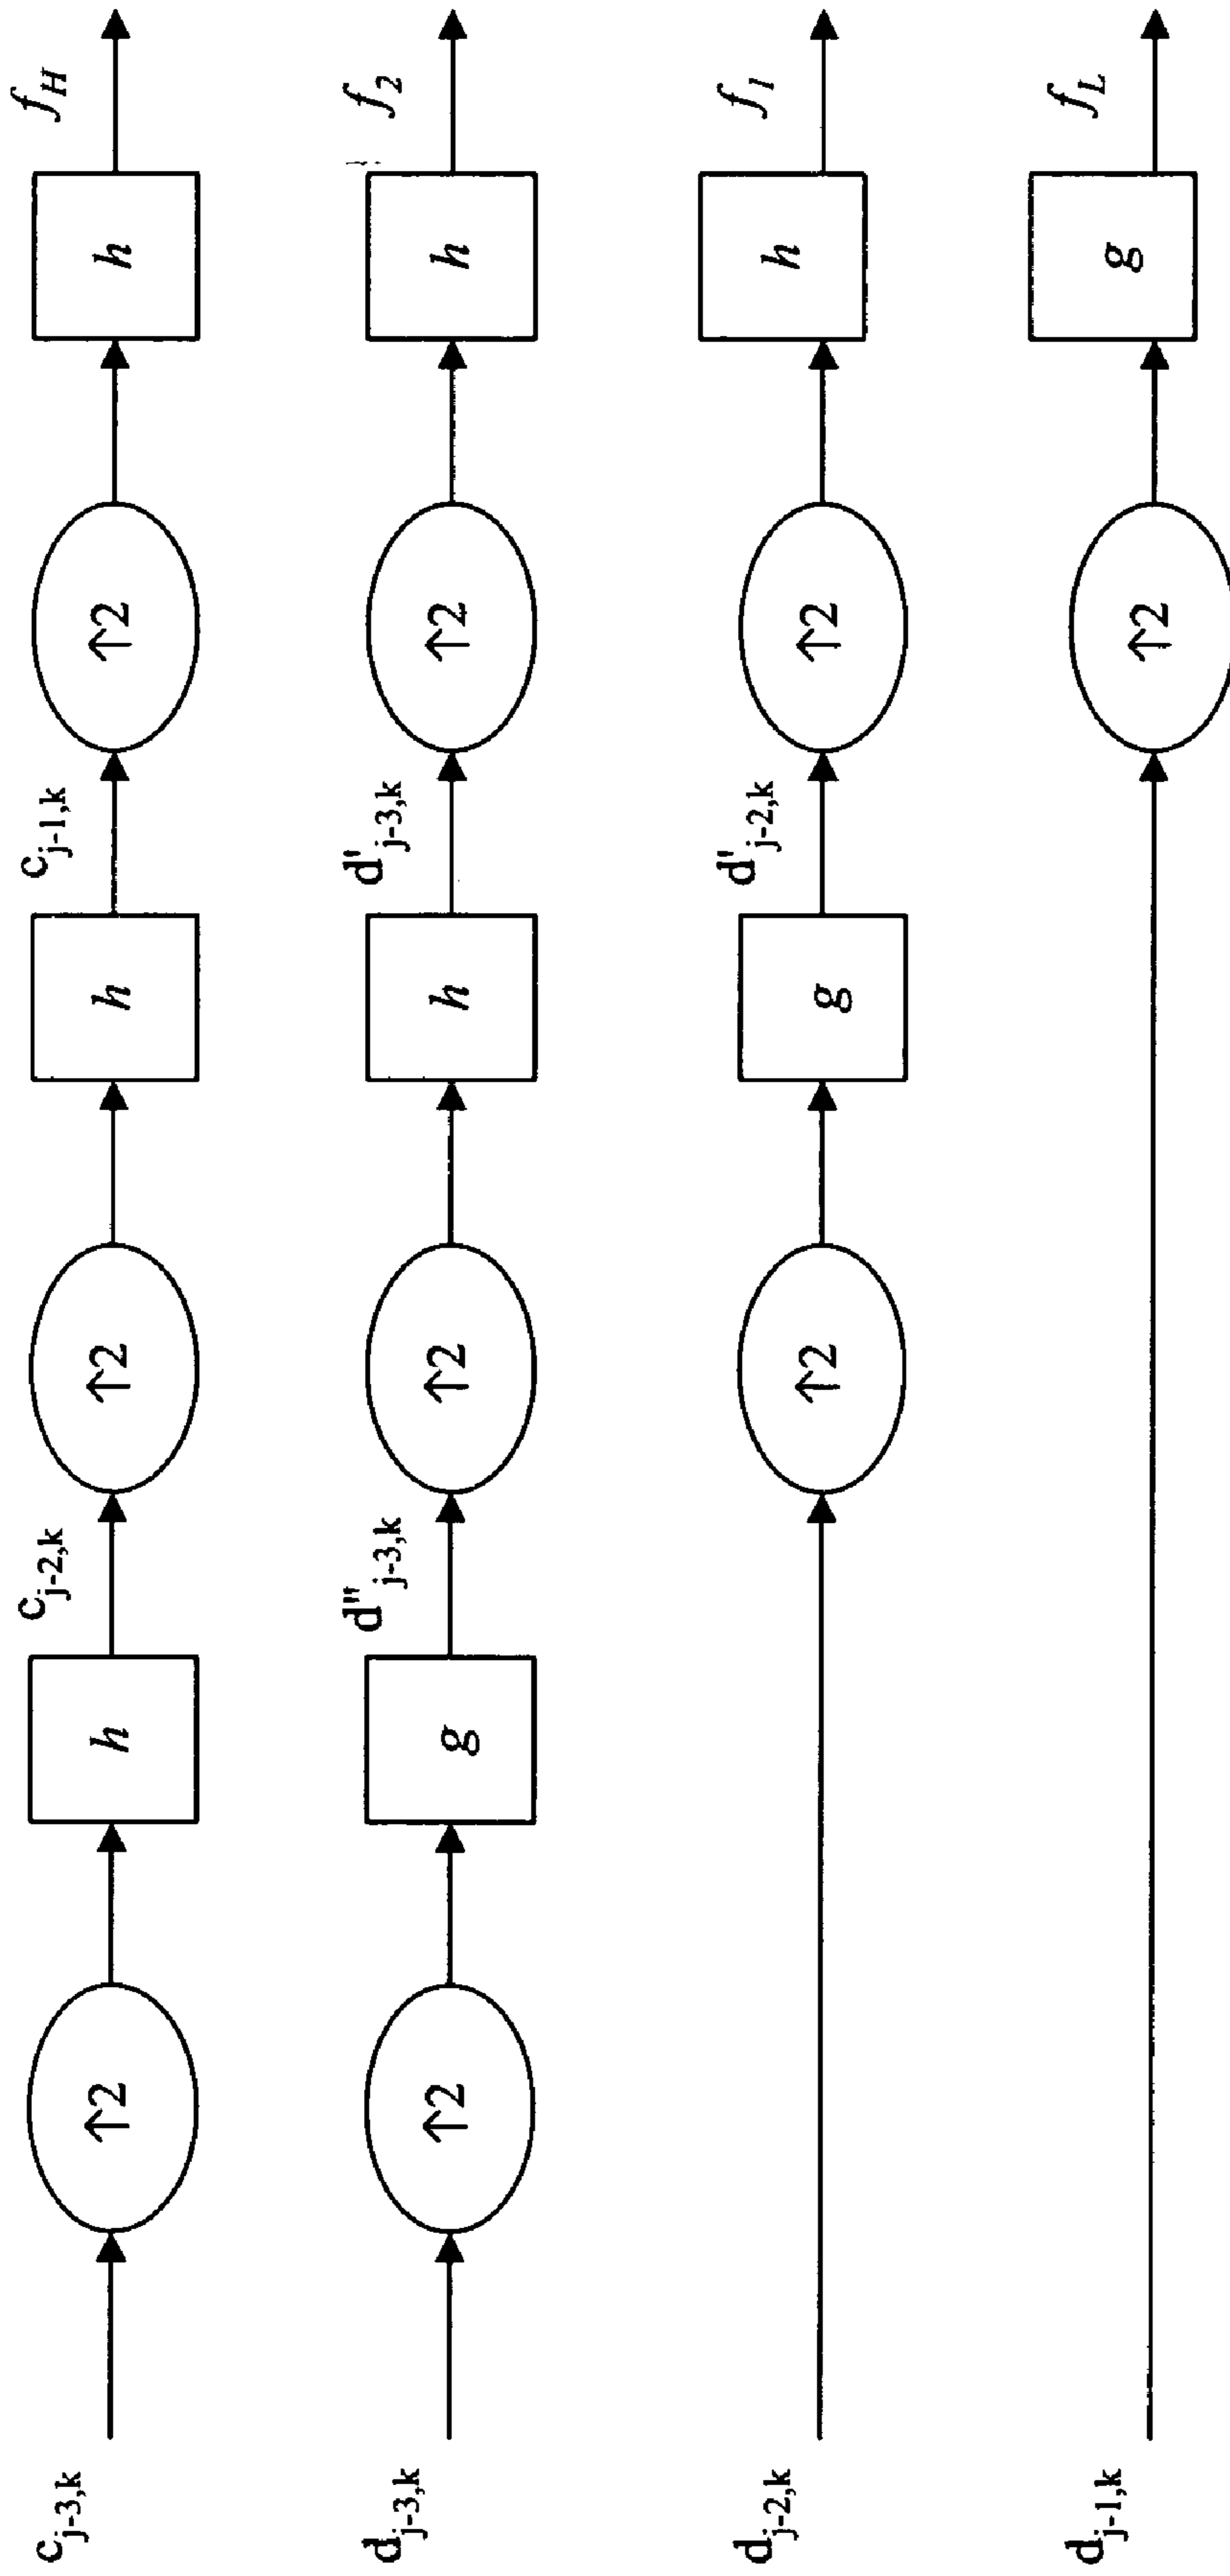 c_{j-3,k} ↑2 h c_{j-2,k} ↑2 h c_{j-1,k} ↑2 h f_H
d_{j-3,k} ↑2 g d''_{j-3,k} ↑2 h d'_{j-3,k} ↑2 h f_2
d_{j-2,k} ↑2 g d'_{j-2,k} ↑2 h f_1
d_{j-1,k} ↑2 g f_L